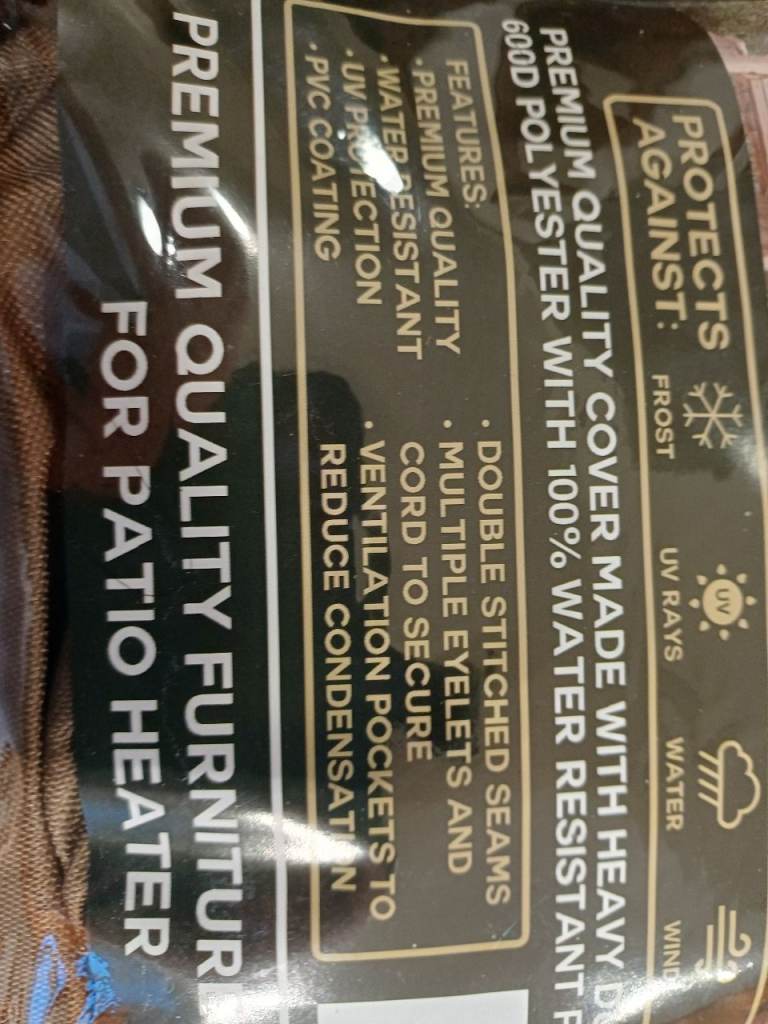 PROTECTS
AGAINST:
FROST
UV
UV RAYS
WATER
WIND
PREMIUM QUALITY COVER MADE WITH HEAVY D
600D POLYESTER WITH 100% WATER RESISTANT
FEATURES:
• PREMIUM QUALITY
• WATER RESISTANT
• UV PROTECTION
• PVC COATING
• DOUBLE STITCHED SEAMS
• MULTIPLE EYELETS AND
CORD TO SECURE
• VENTILATION POCKETS TO
REDUCE CONDENSATION
PREMIUM QUALITY FURNITURE
FOR PATIO HEATER